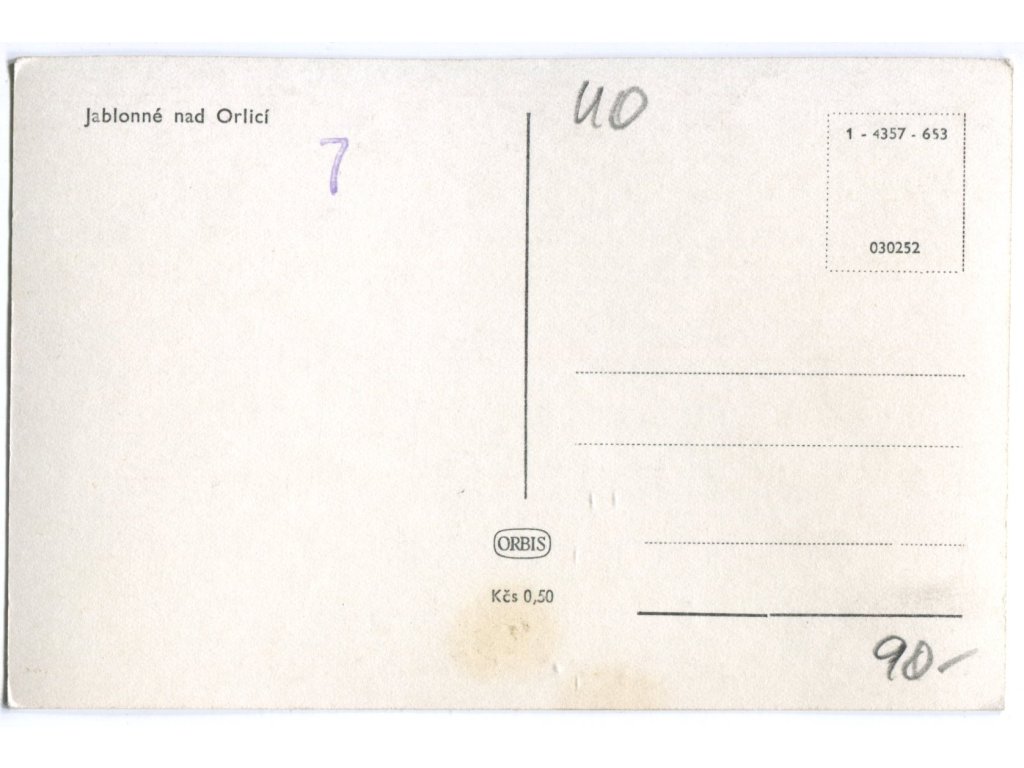 Jablonné nad Orlicí
7
UO
1 - 4357 - 653
030252
ORBIS
Kčs 0,50
90-